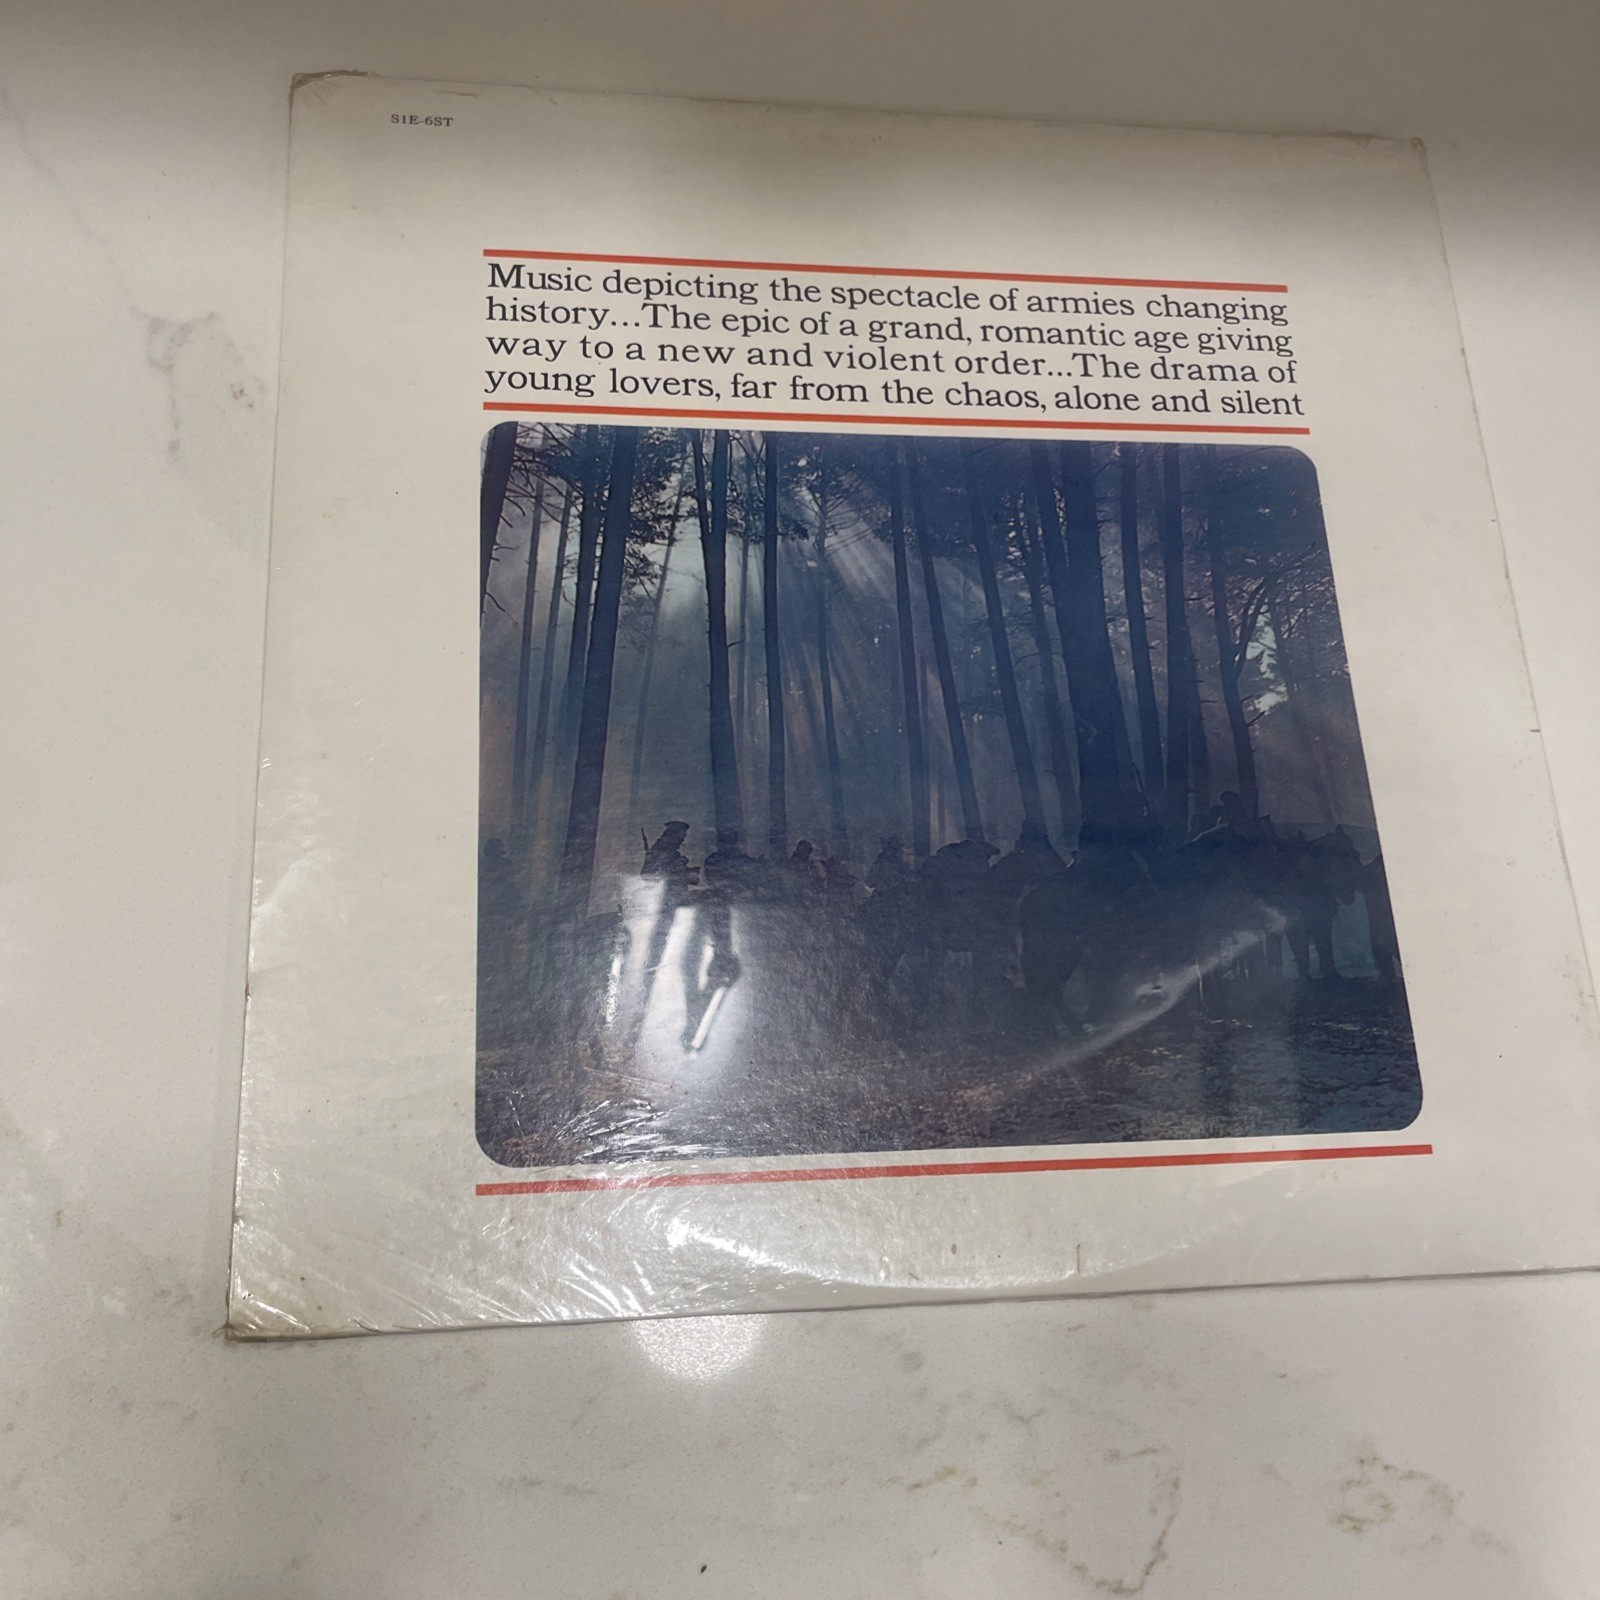 S1E-6ST
Music depicting the spectacle of armies changing
history...The epic of a grand, romantic age giving
way to a new and violent order...The drama of
young lovers, far from the chaos, alone and silent